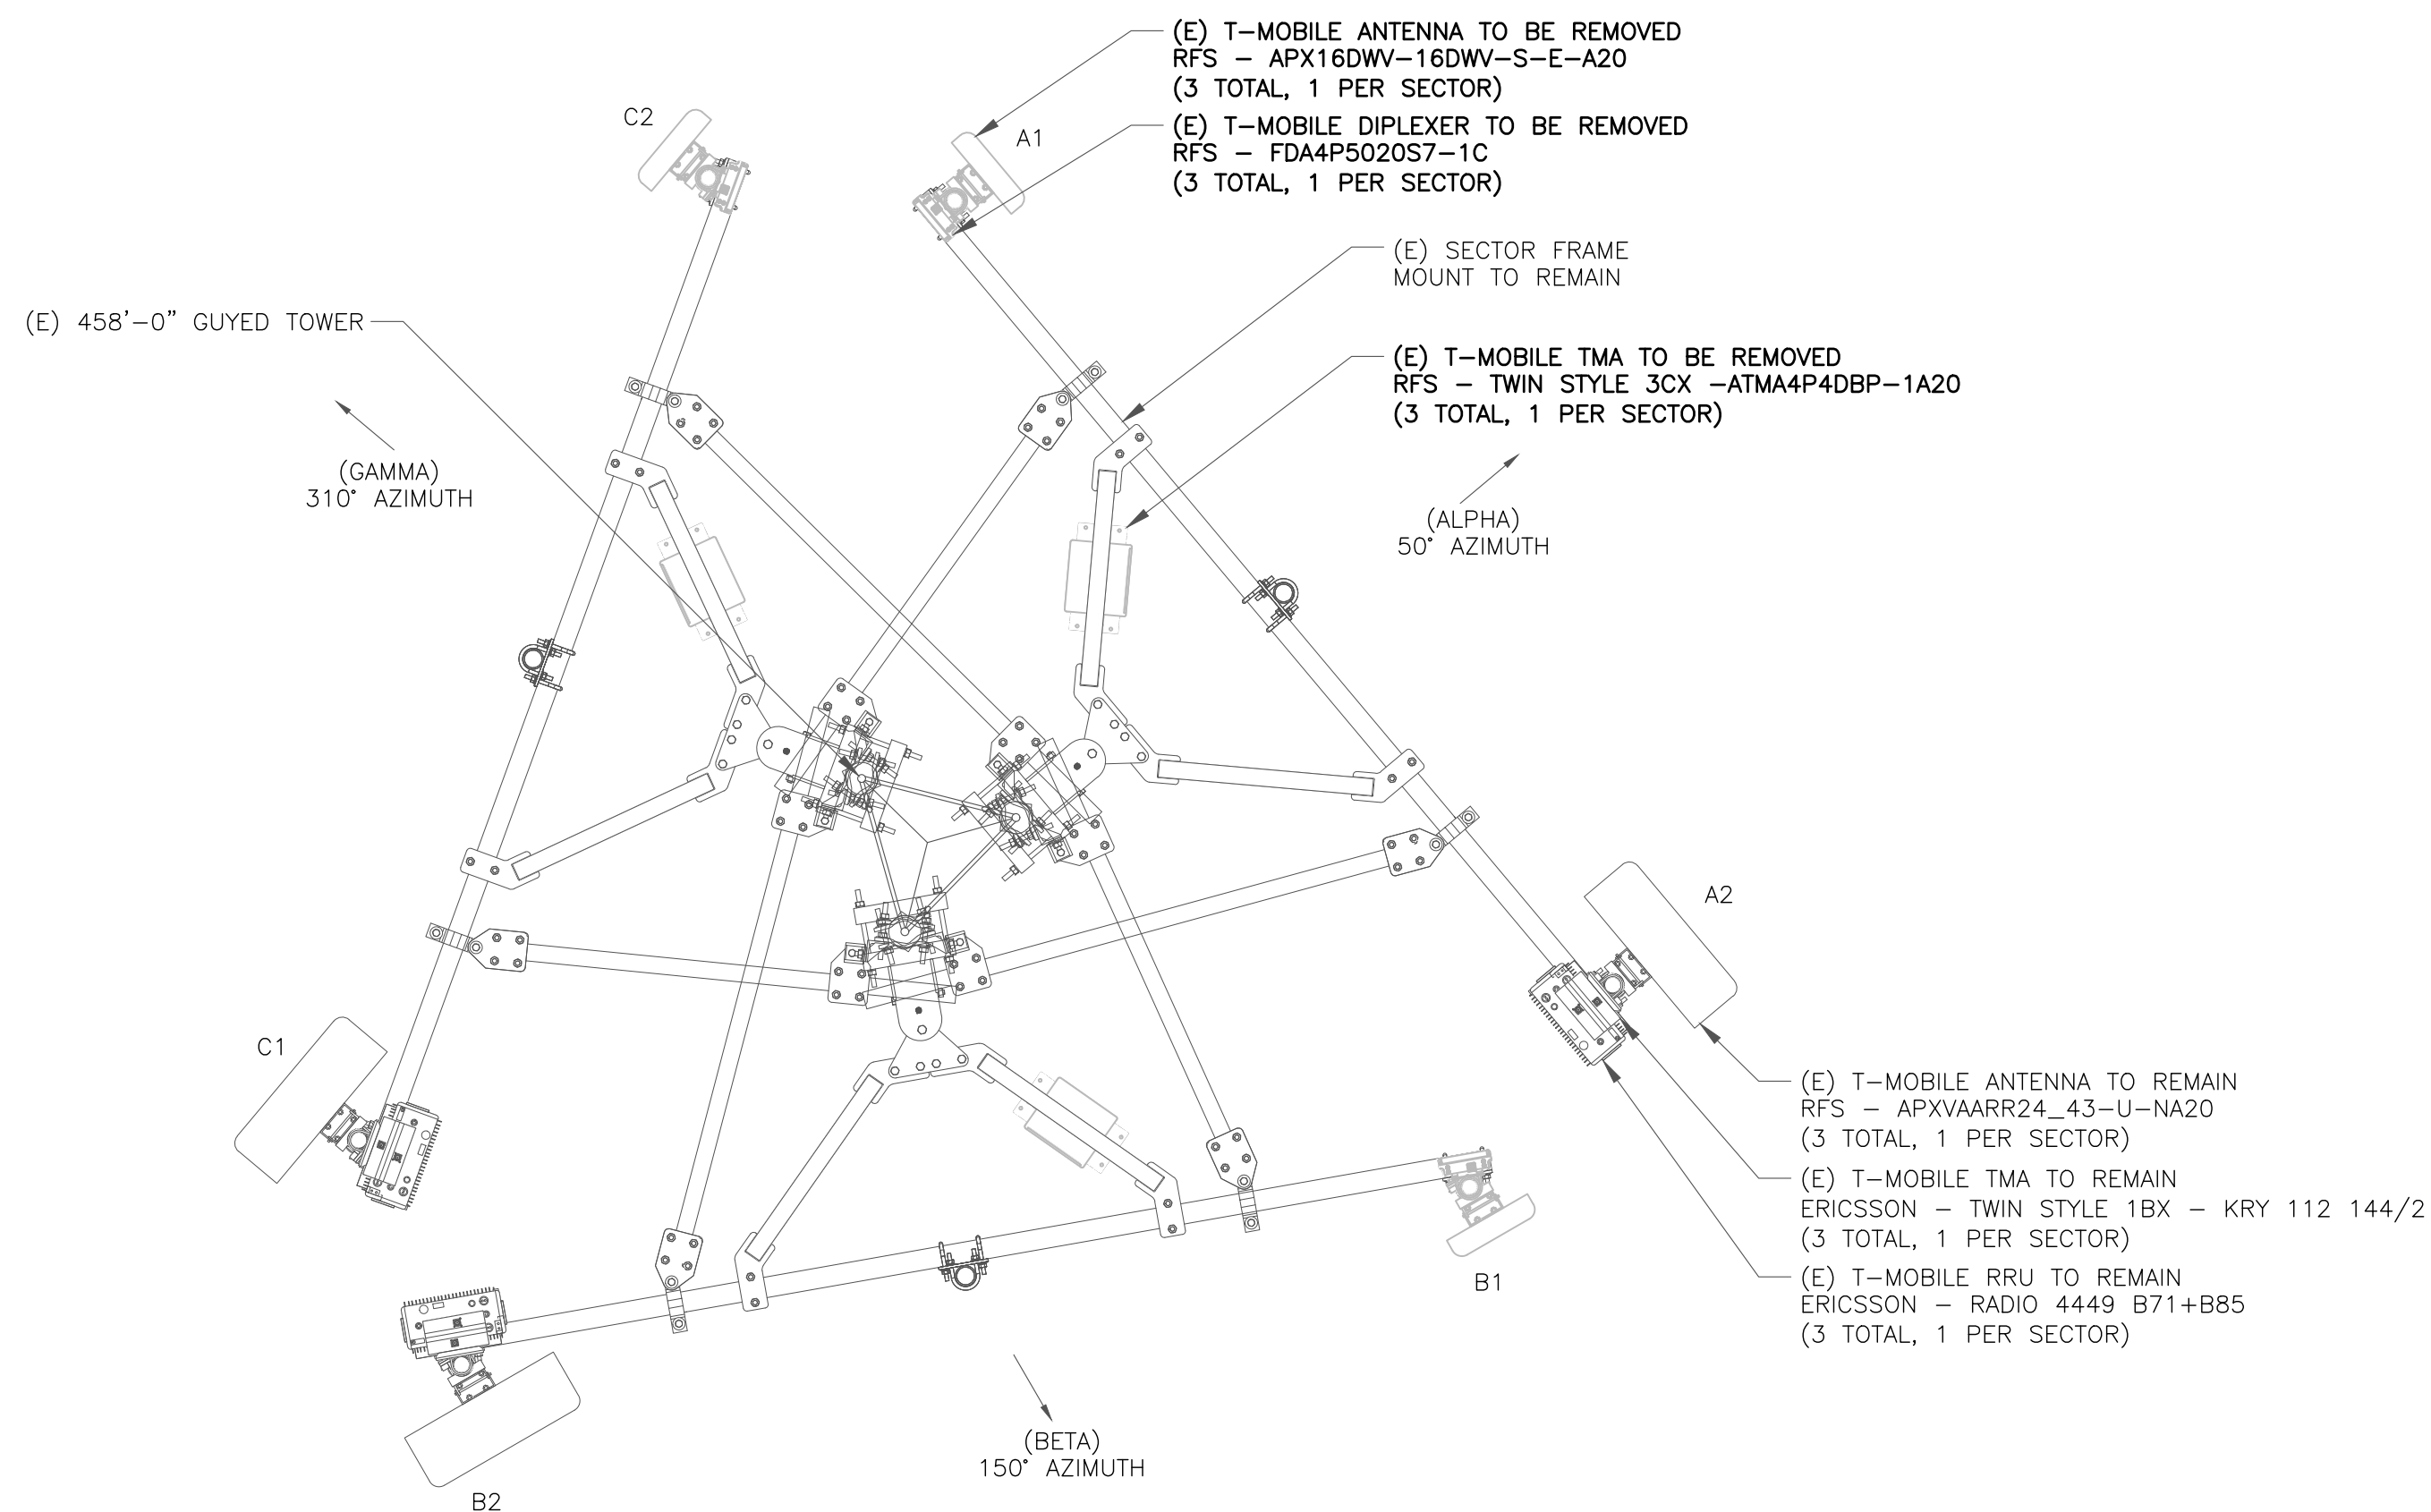 (E) T-MOBILE ANTENNA TO BE REMOVED
RFS - APX16DWV-16DWV-S-E-A20
(3 TOTAL, 1 PER SECTOR)
C2
A1
(E) T-MOBILE DIPLEXER TO BE REMOVED
RFS - FDA4P5020S7-1C
(3 TOTAL, 1 PER SECTOR)
(E) SECTOR FRAME
MOUNT TO REMAIN
(E) 458'-0" GUYED TOWER
(E) T-MOBILE TMA TO BE REMOVED
RFS - TWIN STYLE 3CX -ATMA4P4DBP-1A20
(3 TOTAL, 1 PER SECTOR)
(GAMMA)
310° AZIMUTH
(ALPHA)
50° AZIMUTH
A2
C1
(E) T-MOBILE ANTENNA TO REMAIN
RFS - APXVAARR24_43-U-NA20
(3 TOTAL, 1 PER SECTOR)
(E) T-MOBILE TMA TO REMAIN
ERICSSON - TWIN STYLE 1BX - KRY 112 144/2
(3 TOTAL, 1 PER SECTOR)
(E) T-MOBILE RRU TO REMAIN
ERICSSON - RADIO 4449 B71+B85
(3 TOTAL, 1 PER SECTOR)
B1
(BETA)
150° AZIMUTH
B2